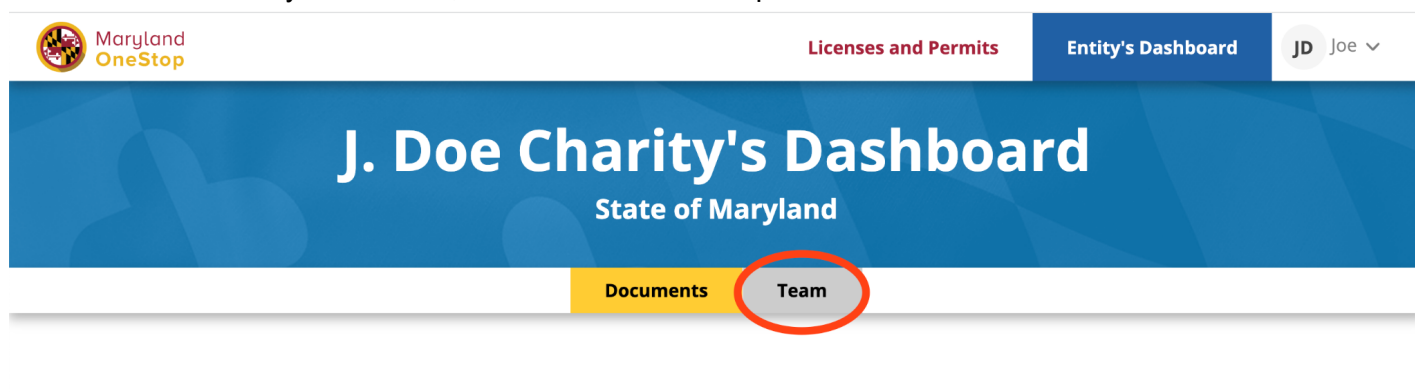 Maryland
OneStop
Licenses and Permits
Entity's Dashboard
JD Joe
J. Doe Charity's Dashboard
State of Maryland
Documents
Team